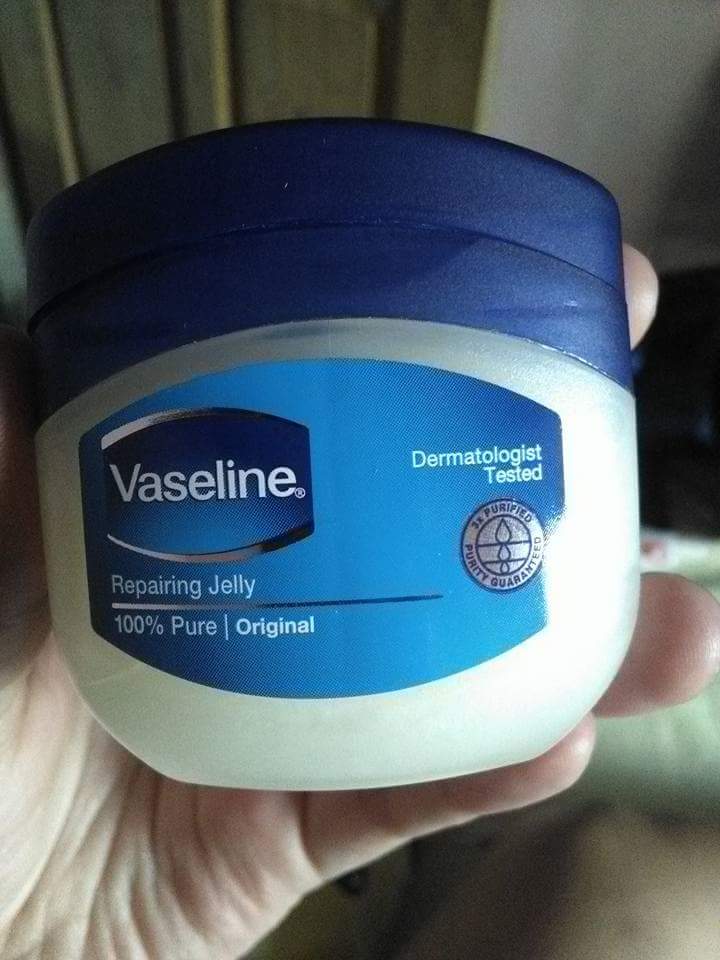 Vaseline®
Dermatologist
Tested
3x PURIFIED
PURITY GUARANTEED
Repairing Jelly
100% Pure | Original